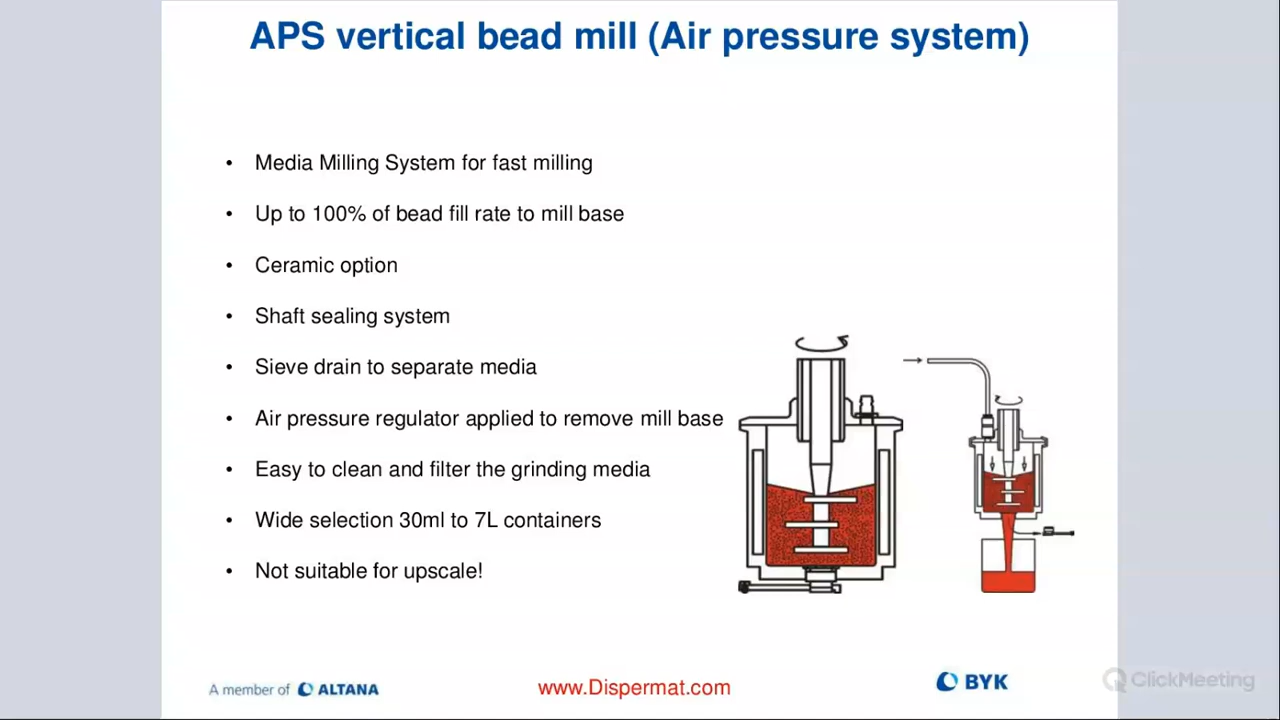 APS vertical bead mill (Air pressure system)
• Media Milling System for fast milling
• Up to 100% of bead fill rate to mill base
• Ceramic option
• Shaft sealing system
• Sieve drain to separate media
• Air pressure regulator applied to remove mill base
• Easy to clean and filter the grinding media
• Wide selection 30ml to 7L containers
• Not suitable for upscale!
A member of ALTANA
www.Dispermat.com
BYK
ClickMeeting